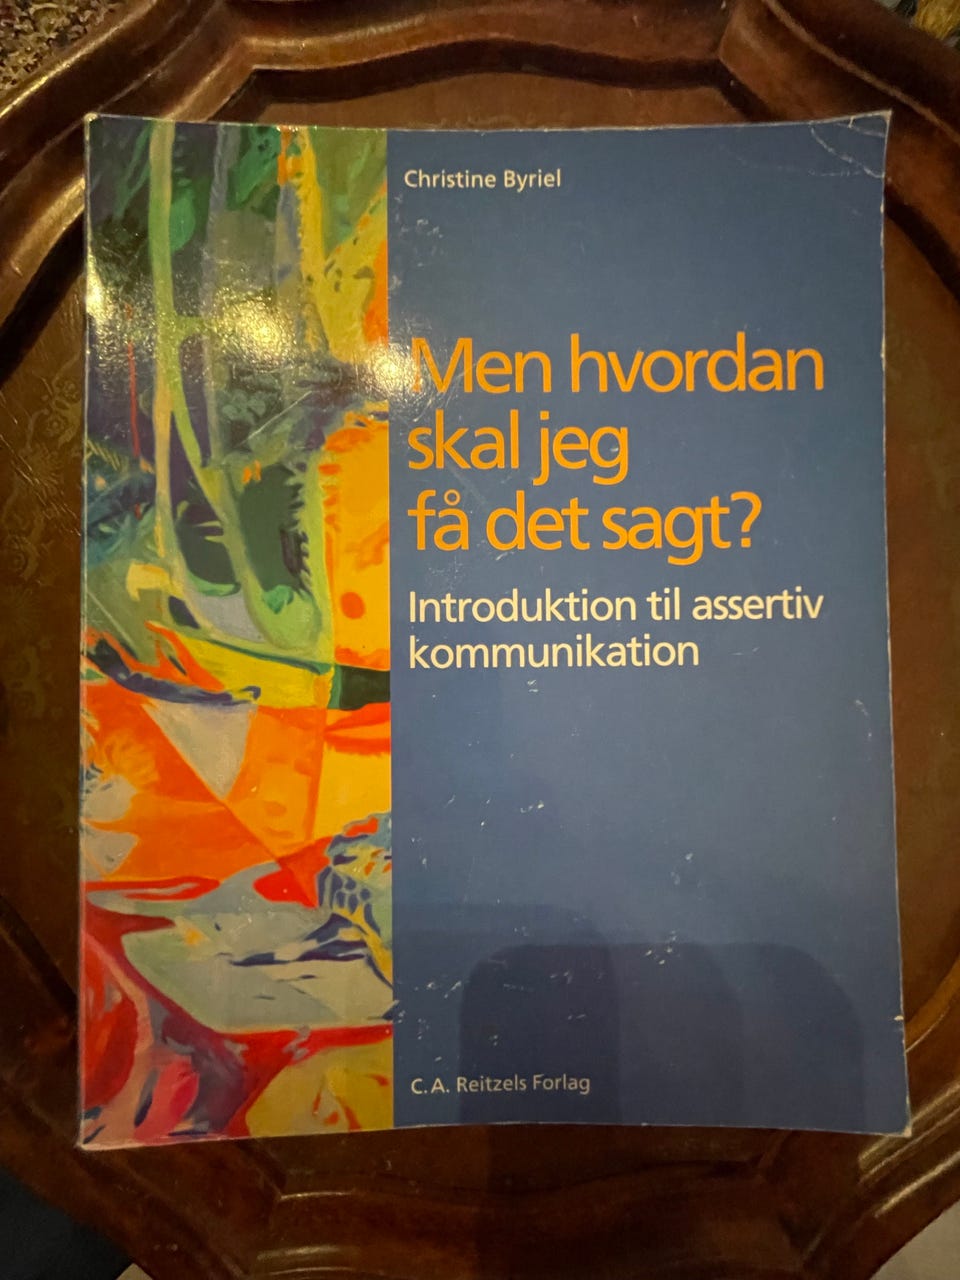 Christine Byriel
Men hvordan
skal jeg
få det sagt?
Introduktion til assertiv
kommunikation
C.A. Reitzels Forlag